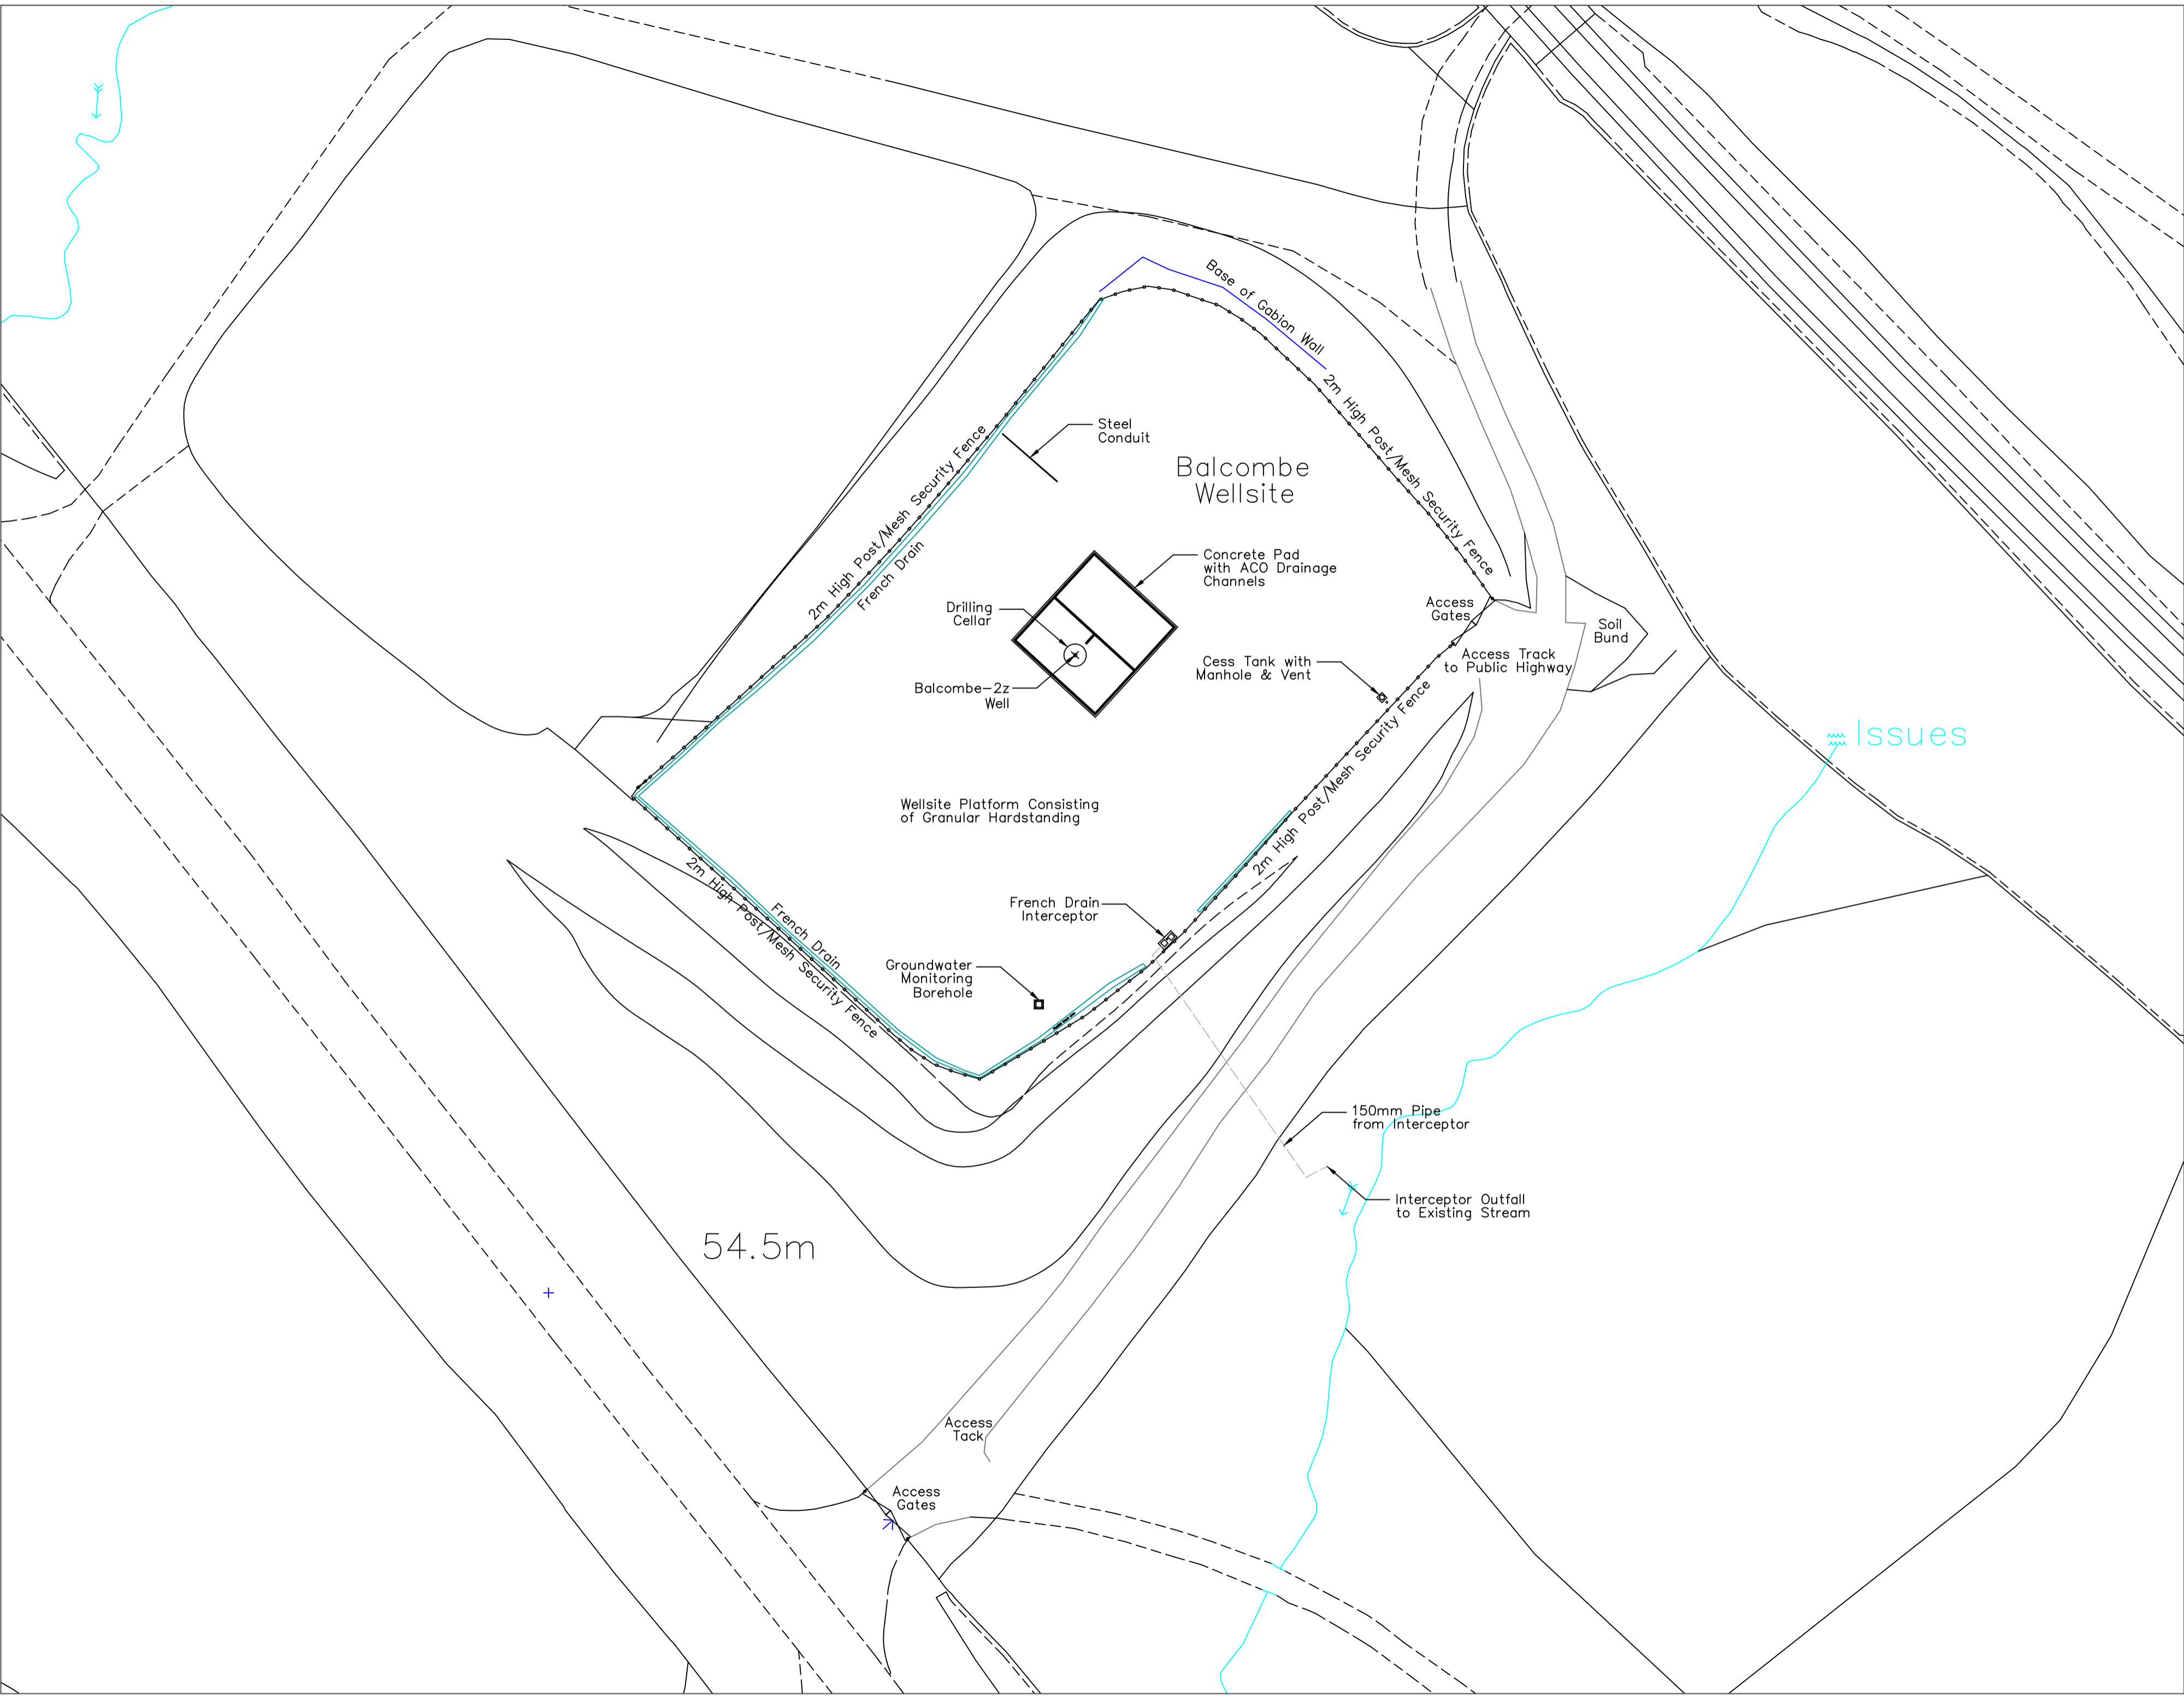 Base of Gabion Wall
2m High Post/Mesh Security Fence
Steel
Conduit
Balcombe
Wellsite
2m High Post/Mesh Security Fence
French Drain
Concrete Pad
with ACO Drainage
Channels
Drilling
Cellar
Access
Gates
Soil
Bund
Access Track
to Public Highway
Cess Tank with
Manhole & Vent
Balcombe-2z
Well
Issues
2m High Post/Mesh Security Fence
Wellsite Platform Consisting
of Granular Hardstanding
French Drain
2m High Post/Mesh Security Fence
French Drain
Interceptor
Groundwater
Monitoring
Borehole
150mm Pipe
from Interceptor
Interceptor Outfall
to Existing Stream
54.5m
Access
Tack
Access
Gates